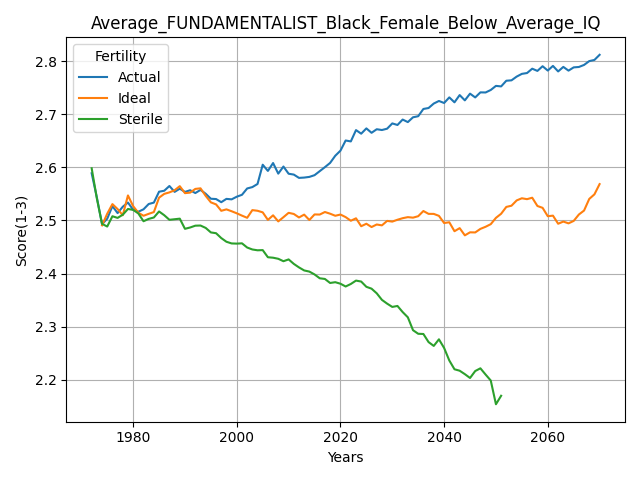 Average_FUNDAMENTALIST_Black_Female_Below_Average_IQ
Fertility
Actual
Ideal
Sterile
Score(1-3)
2.8
2.7
2.6
2.5
2.4
2.3
2.2
1980 2000 2020 2040 2060
Years